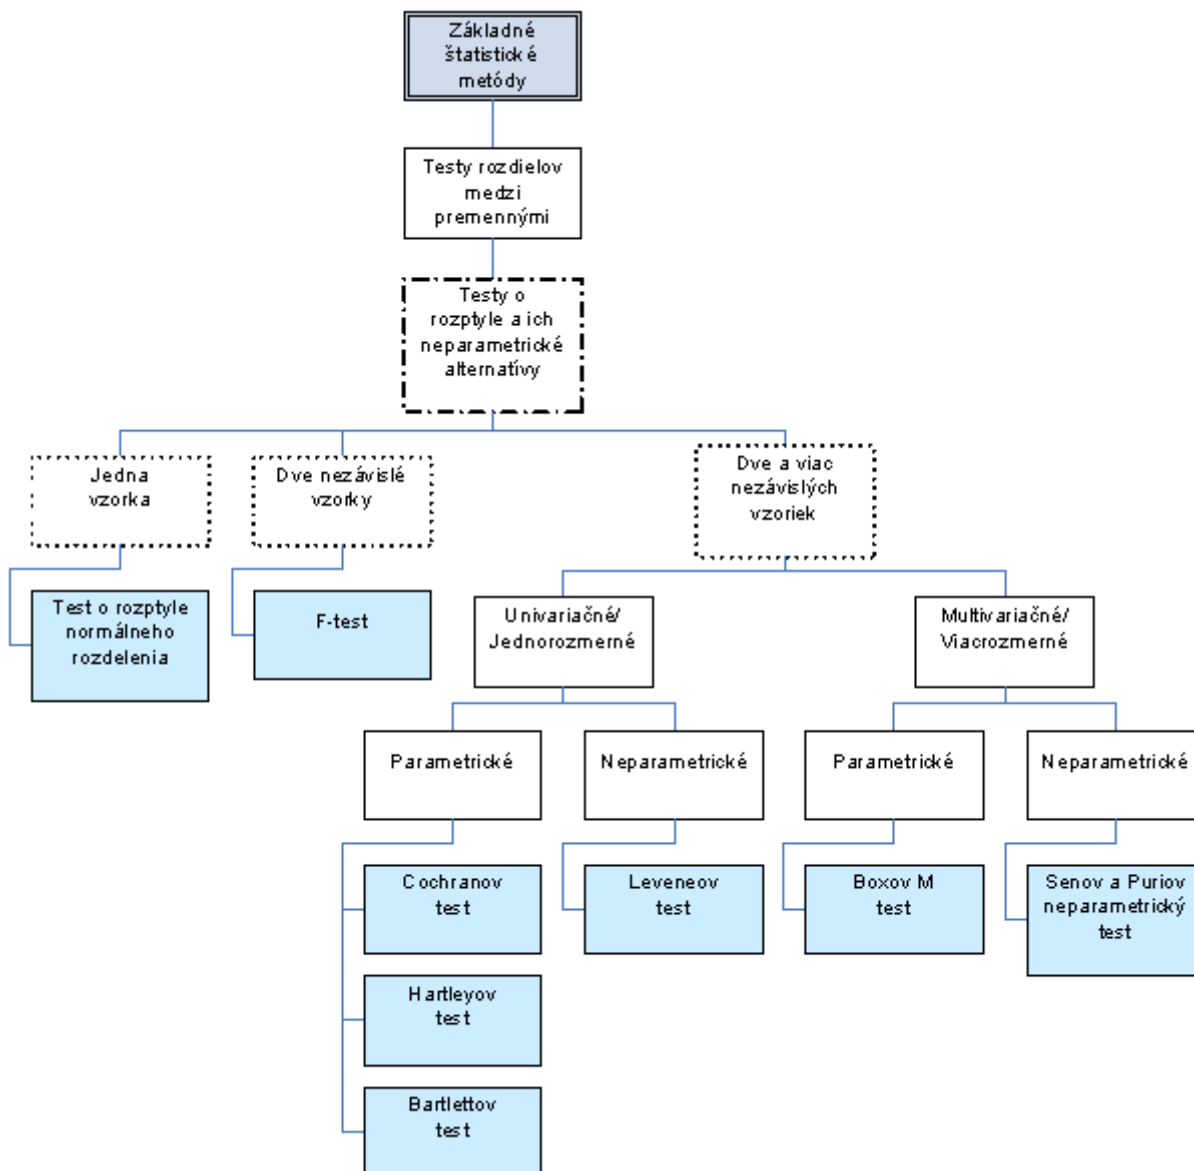 Základné
štatistické
metódy
Testy rozdielov
medzi
premennými
Testy o
rozptyle a ich
neparametrické
alternatívy
Jedna
vzorka
Dve nezávislé
vzorky
Dve a viac
nezávislých
vzoriek
Test o rozptyle
normálneho
rozdelenia
F-test
Univariačné/
Jednorozmerné
Multivariačné/
Viacrozmerné
Parametrické
Neparametrické
Parametrické
Neparametrické
Cochranov
test
Leveneov
test
Boxov M
test
Senov a Puriov
neparametrický
test
Hartleyov
test
Bartlettov
test